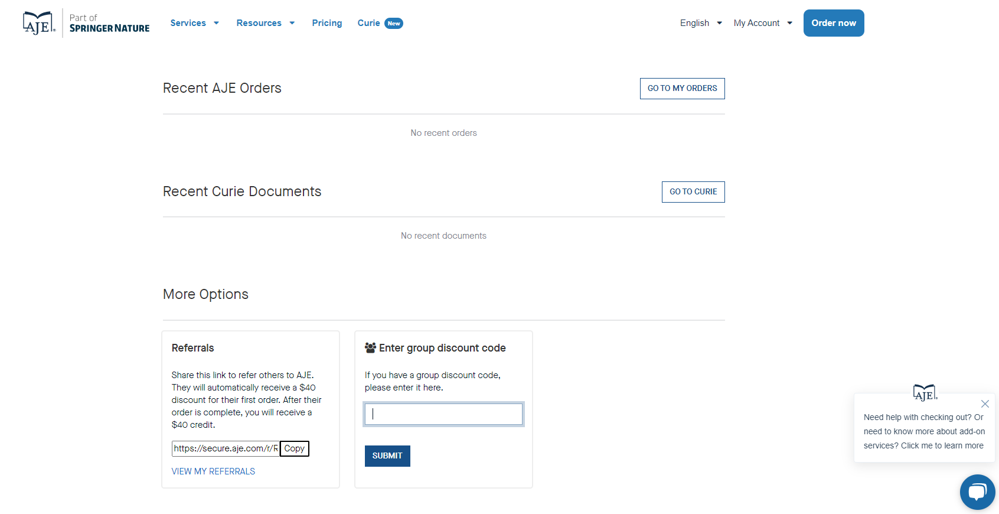 AJE
Part of
SPRINGER NATURE
Services
Resources
Pricing
Curie New
English
My Account
Order now
Recent AJE Orders
GO TO MY ORDERS
No recent orders
Recent Curie Documents
GO TO CURIE
No recent documents
More Options
Referrals
Share this link to refer others to AJE.
They will automatically receive a $40
discount for their first order. After their
order is complete, you will receive a
$40 credit.
https://secure.aje.com/r/R
Copy
VIEW MY REFERRALS
Enter group discount code
If you have a group discount code,
please enter it here.
SUBMIT
AJE
Need help with checking out? Or
need to know more about add-on
services? Click me to learn more